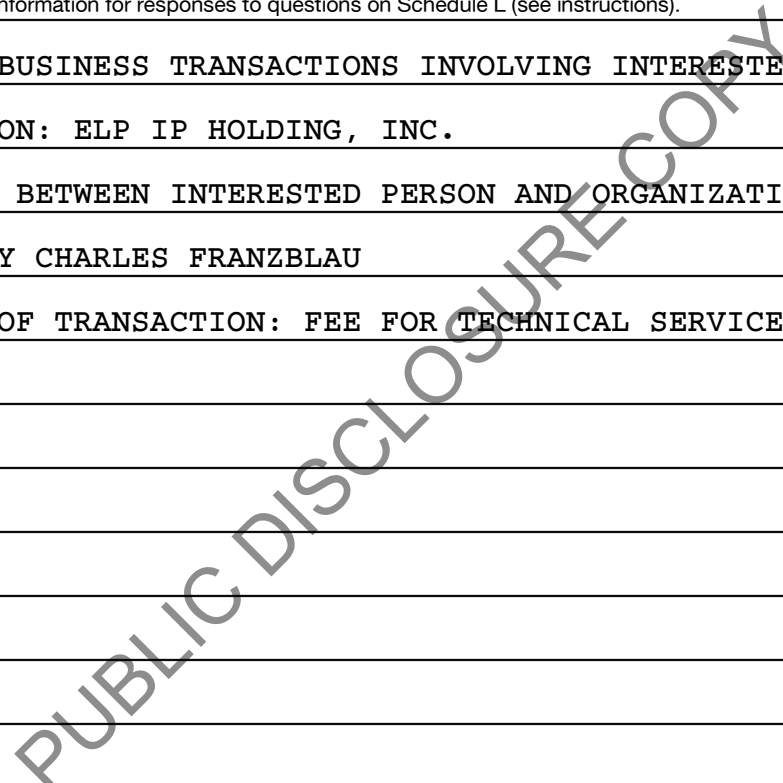 nformation for responses to questions on Schedule L (see instructions).
BUSINESS TRANSACTIONS INVOLVING INTERESTE
ON: ELP IP HOLDING, INC.
BETWEEN INTERESTED PERSON AND ORGANIZATI
Y CHARLES FRANZBLAU
OF TRANSACTION: FEE FOR TECHNICAL SERVICE
PUBLIC DISCLOSURE COPY